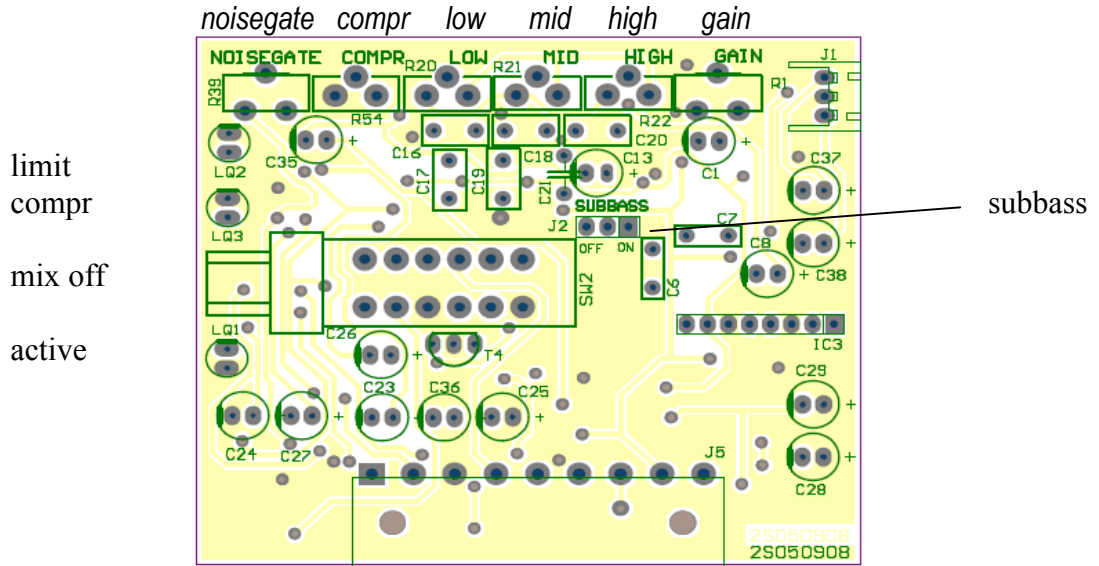 noisegate compr low mid high gain
NOISEGATE COMPR LOW MID HIGH GAIN J1
R39 R54 R20 R21 R22 R1
LQ2 C35 C16 C18 C20 C13 C1 C37
limit
compr
LQ3 C17 C19 C21
SUBBASS
J2 OFF ON C7 subbass
C8 C38
mix off
SW2 C6
LQ1 C26 T4 IC3
active
C23 C36 C25 C29
C24 C27 J5 C28
2S050908
2S050908